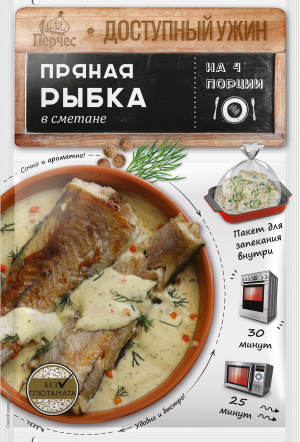 Перчес
• ДОСТУПНЫЙ УЖИН
ПРЯНАЯ
РЫБКА
в сметане
НА 4
ПОРЦИИ
Сочно и ароматно!
Пакет для
запекания
внутри
30
минут
25
минут
БЕЗ
ГЛЮТАМАТА
Удобно и быстро!